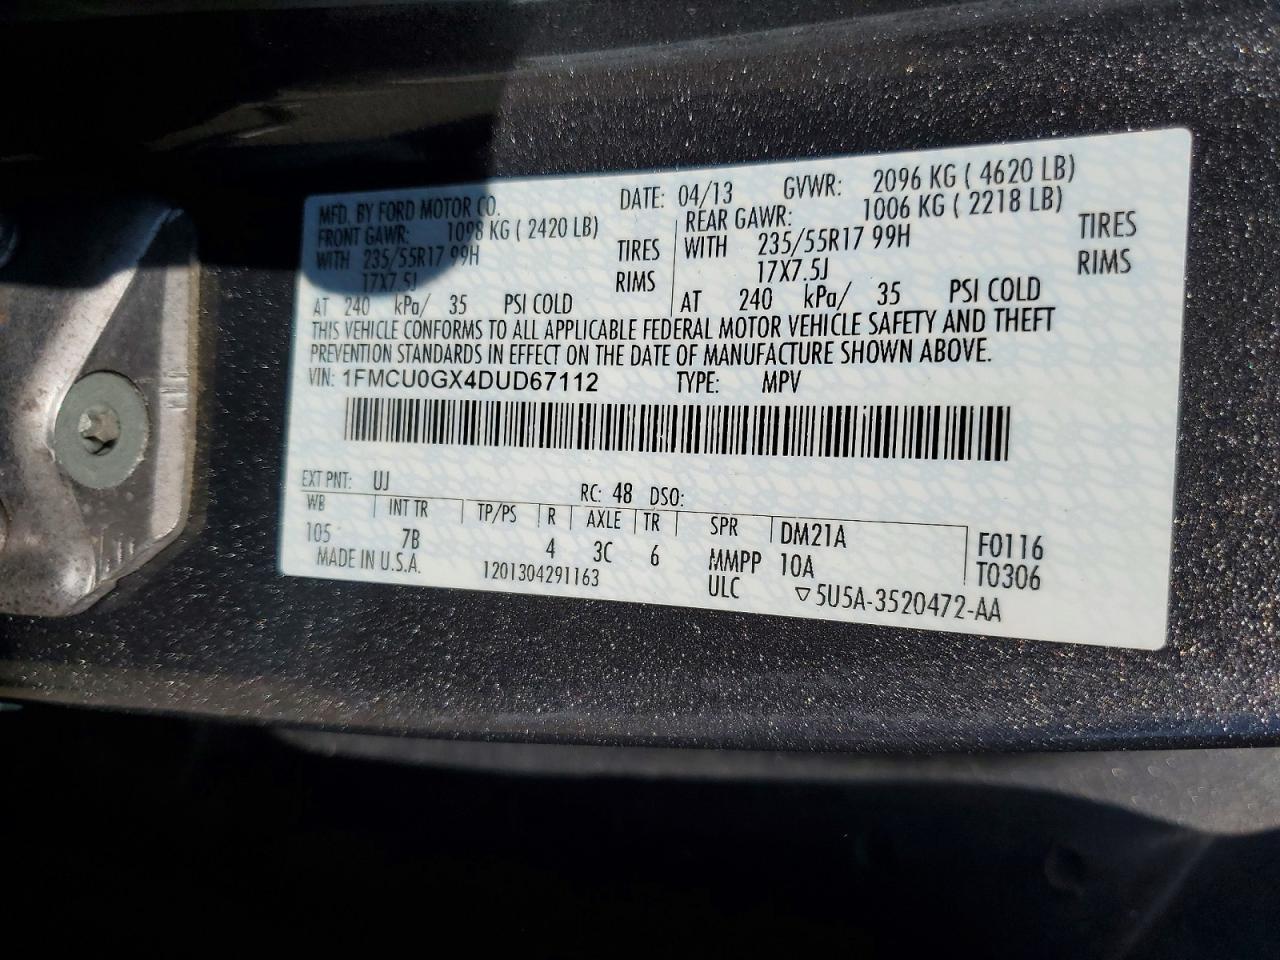 MFD. BY FORD MOTOR CO. DATE: 04/13 GVWR: 2096 KG ( 4620 LB)
FRONT GAWR: 1098 KG ( 2420 LB) REAR GAWR: 1006 KG ( 2218 LB)
WITH 235/55R17 99H TIRES WITH 235/55R17 99H TIRES
17X7.5J RIMS 17X7.5J RIMS
AT 240 kPa/ 35 PSI COLD AT 240 kPa/ 35 PSI COLD
THIS VEHICLE CONFORMS TO ALL APPLICABLE FEDERAL MOTOR VEHICLE SAFETY AND THEFT
PREVENTION STANDARDS IN EFFECT ON THE DATE OF MANUFACTURE SHOWN ABOVE.
VIN: 1FMCU0GX4DUD67112 TYPE: MPV
EXT PNT: UJ RC: 48 DSO:
WB INT TR TP/PS R AXLE TR SPR DM21A F0116
105 7B 4 3C 6 MMPP 10A T0306
MADE IN U.S.A. 1201304291163 ULC ▽5U5A-3520472-AA